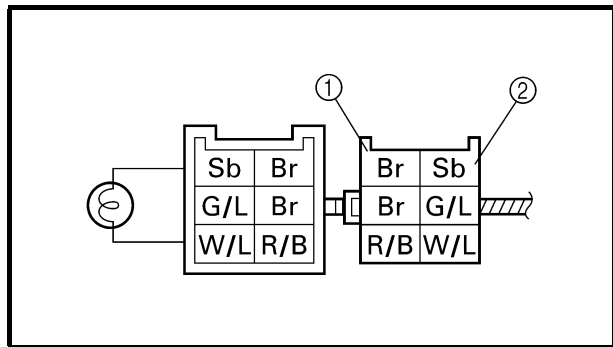 ① ②
Sb Br Br Sb
G/L Br Br G/L
W/L R/B R/B W/L